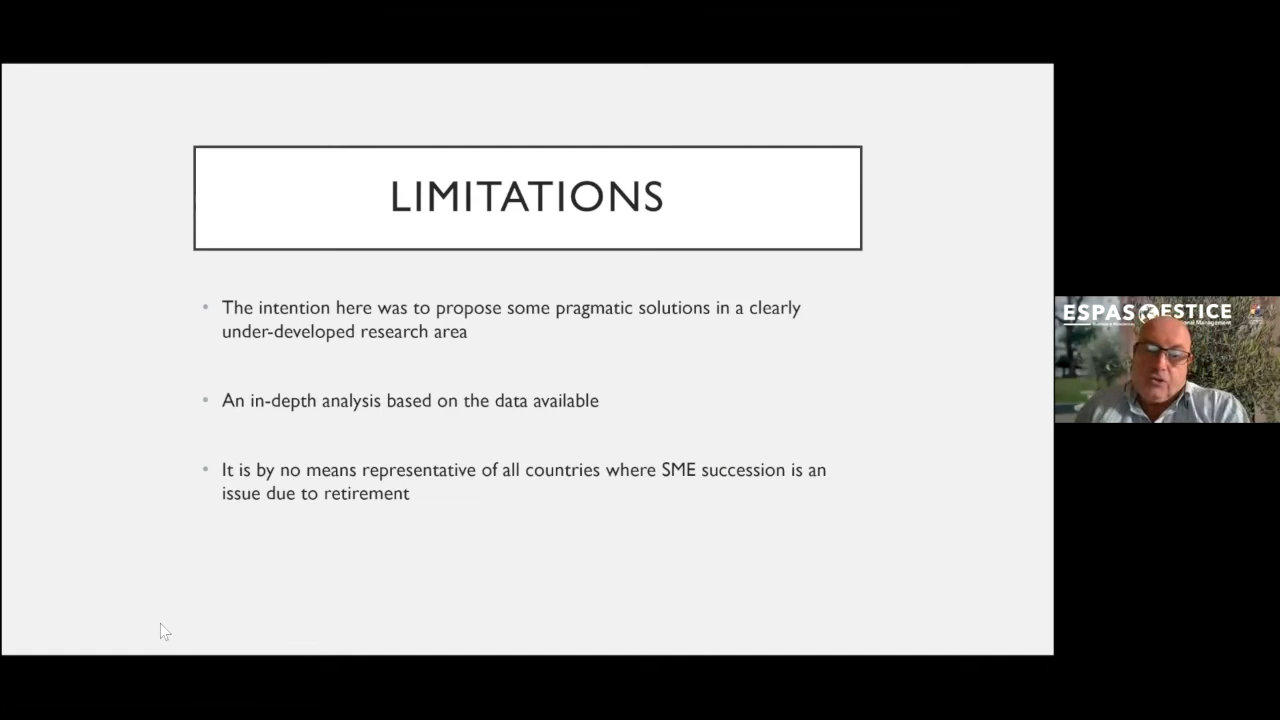 LIMITATIONS
• The intention here was to propose some pragmatic solutions in a clearly
under-developed research area
• An in-depth analysis based on the data available
• It is by no means representative of all countries where SME succession is an
issue due to retirement
ESPAS ESTICE